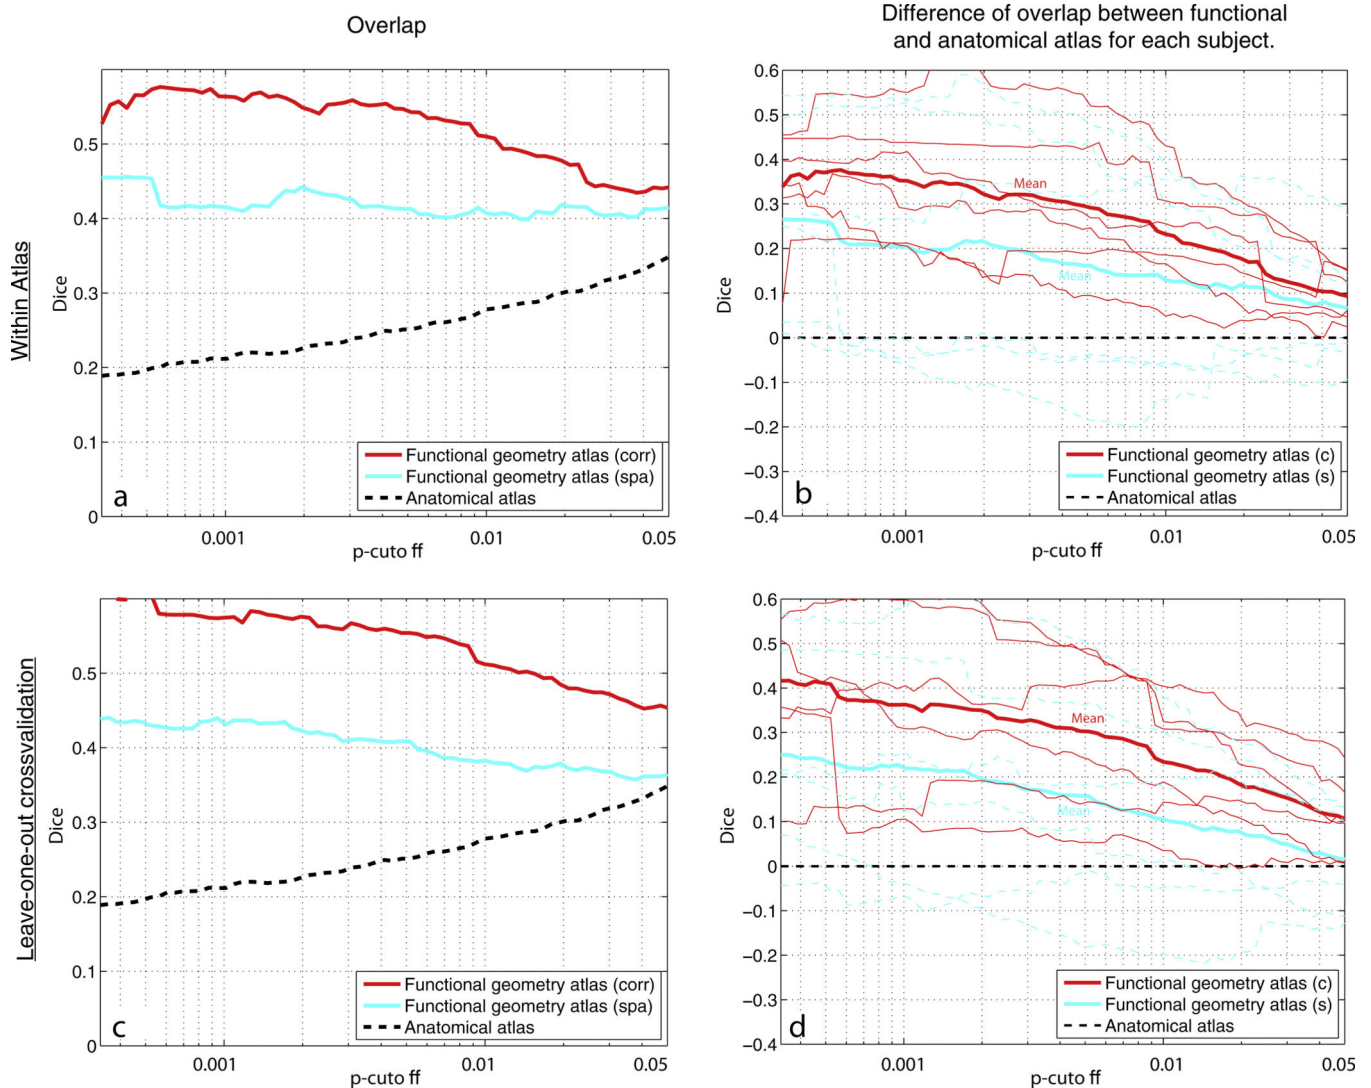 Overlap
Difference of overlap between functional
and anatomical atlas for each subject.
Within Atlas
Dice
0.5
0.4
0.3
0.2
0.1
0
Functional geometry atlas (corr)
Functional geometry atlas (spa)
Anatomical atlas
a
0.001
0.01
0.05
p-cuto ff
Dice
0.6
0.5
0.4
0.3
0.2
0.1
0
−0.1
−0.2
−0.3
−0.4
Mean
Mean
Functional geometry atlas (c)
Functional geometry atlas (s)
Anatomical atlas
b
0.001
0.01
0.05
p-cuto ff
Leave-one-out crossvalidation
Dice
0.5
0.4
0.3
0.2
0.1
0
Functional geometry atlas (corr)
Functional geometry atlas (spa)
Anatomical atlas
c
0.001
0.01
0.05
p-cuto ff
Dice
0.6
0.5
0.4
0.3
0.2
0.1
0
−0.1
−0.2
−0.3
−0.4
Mean
Mean
Functional geometry atlas (c)
Functional geometry atlas (s)
Anatomical atlas
d
0.001
0.01
0.05
p-cuto ff